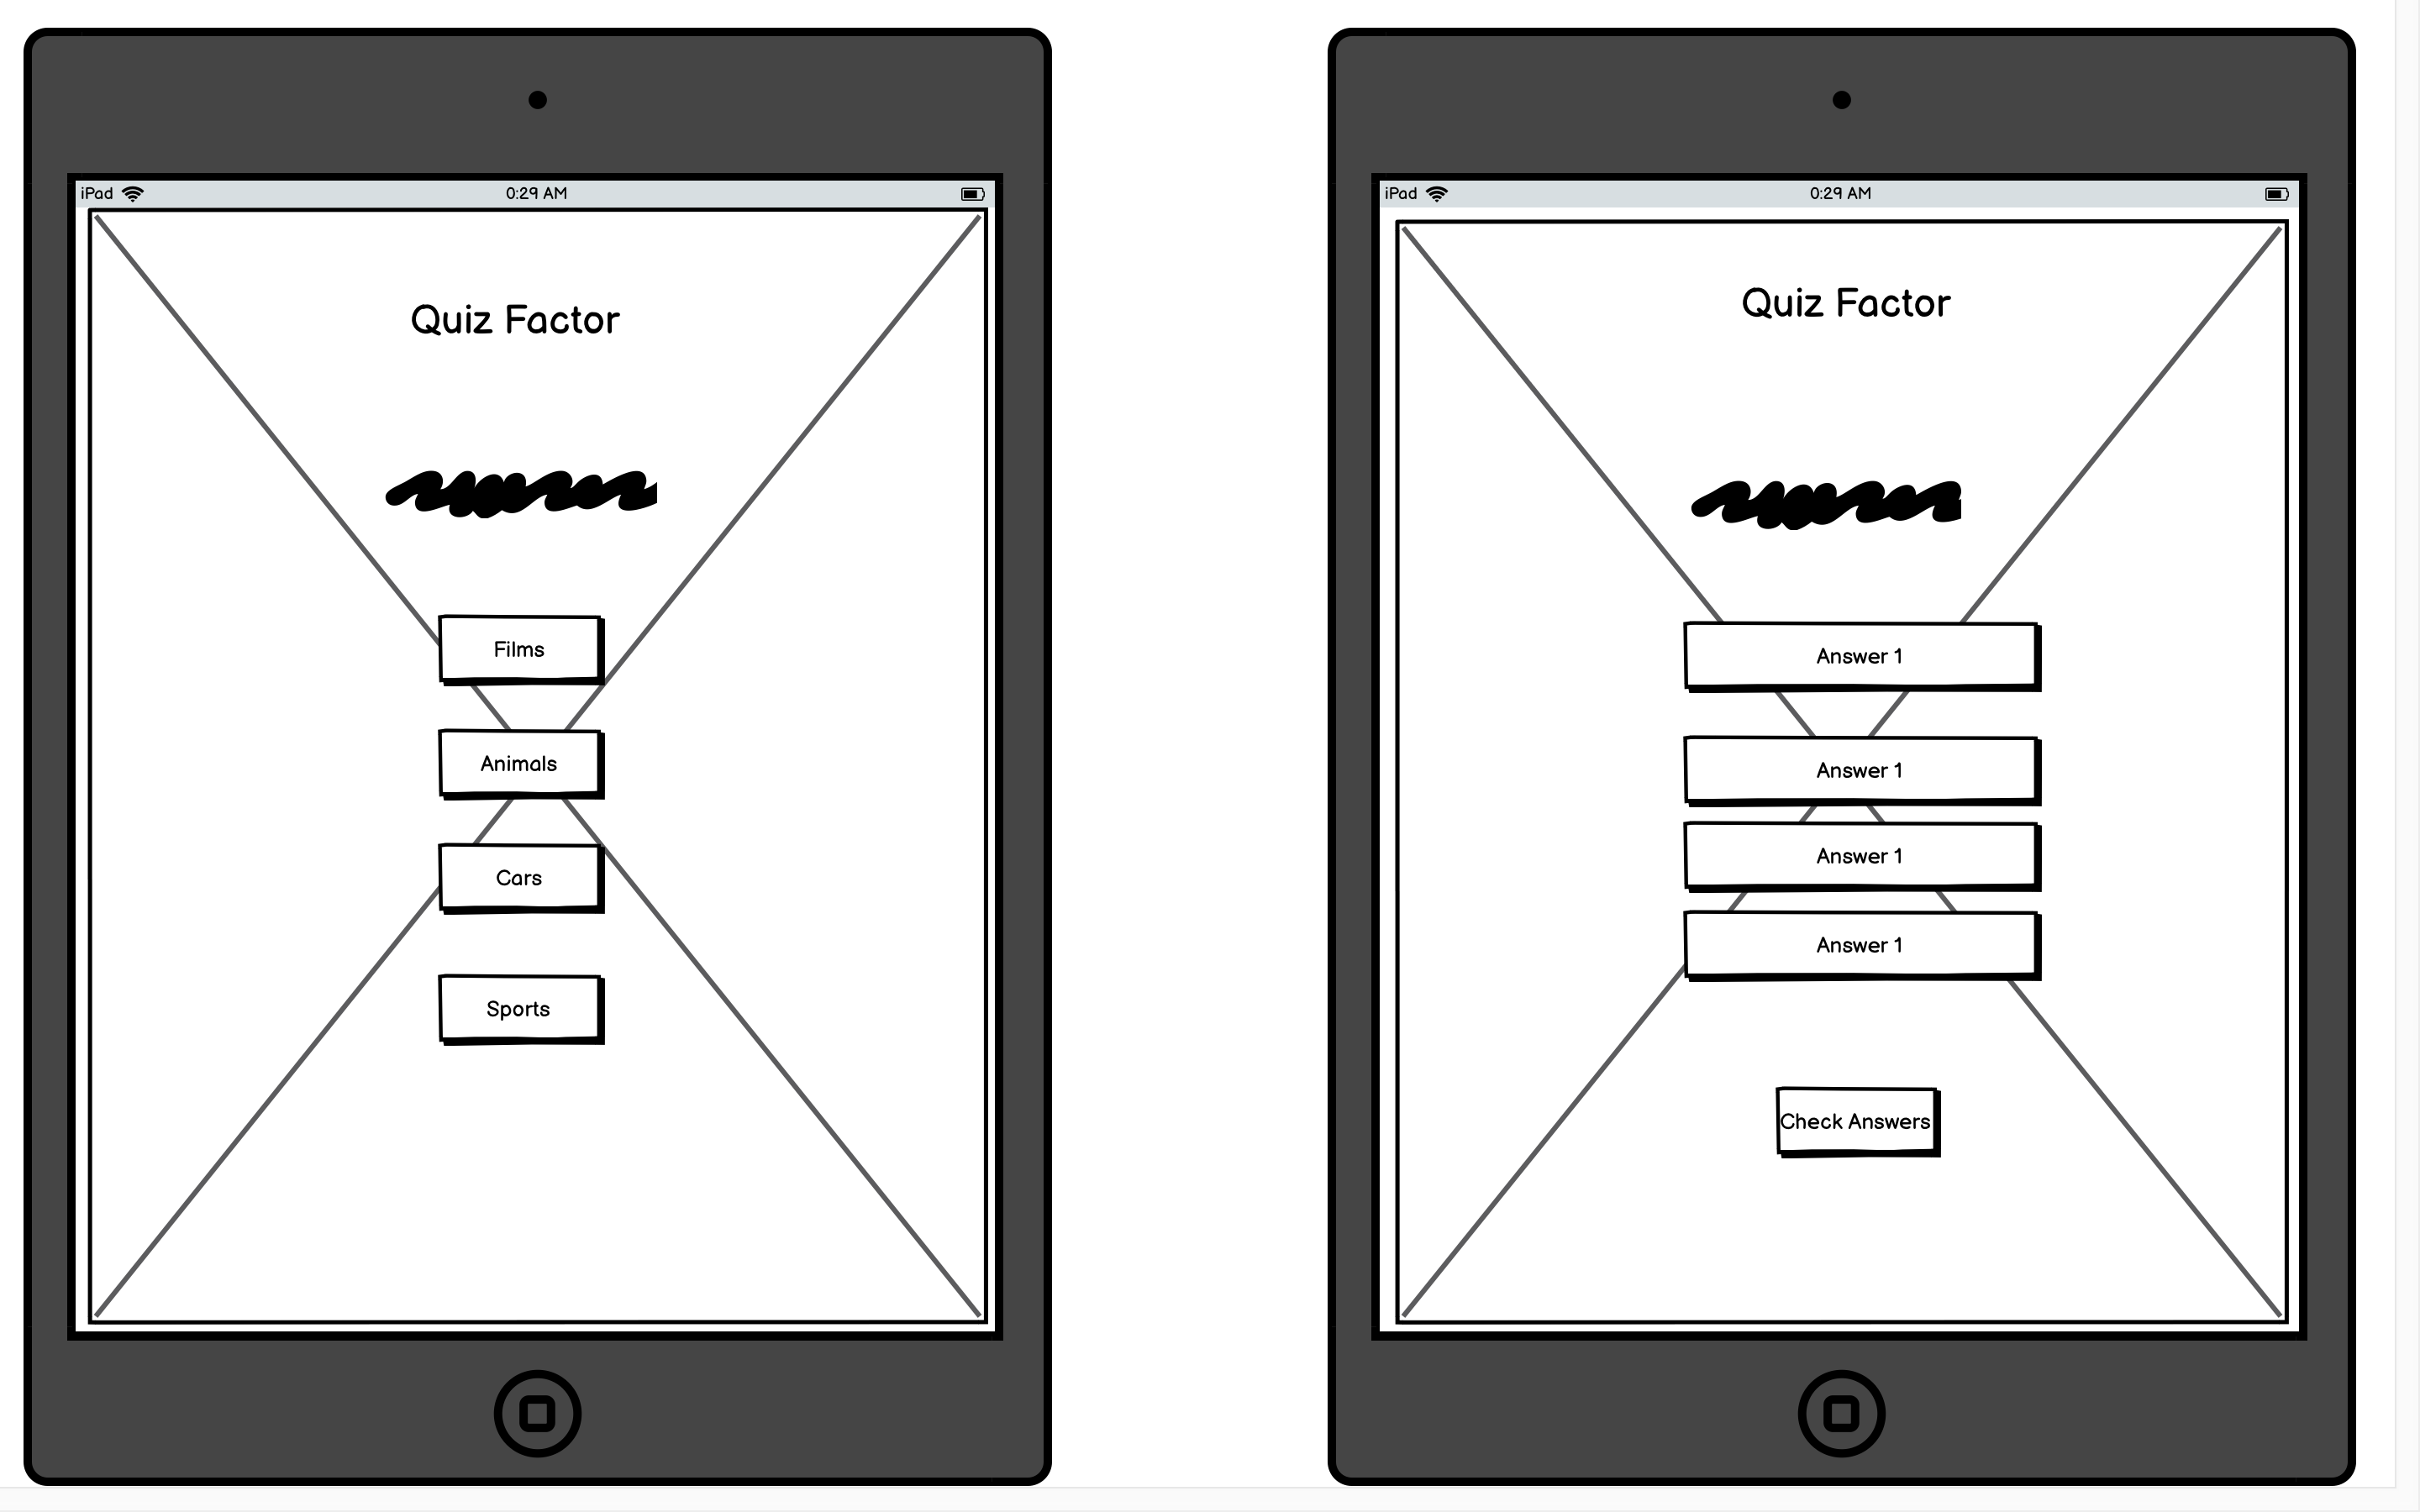 iPad 0:29 AM
Quiz Factor
Films
Animals
Cars
Sports
iPad 0:29 AM
Quiz Factor
Answer 1
Answer 1
Answer 1
Answer 1
Check Answers